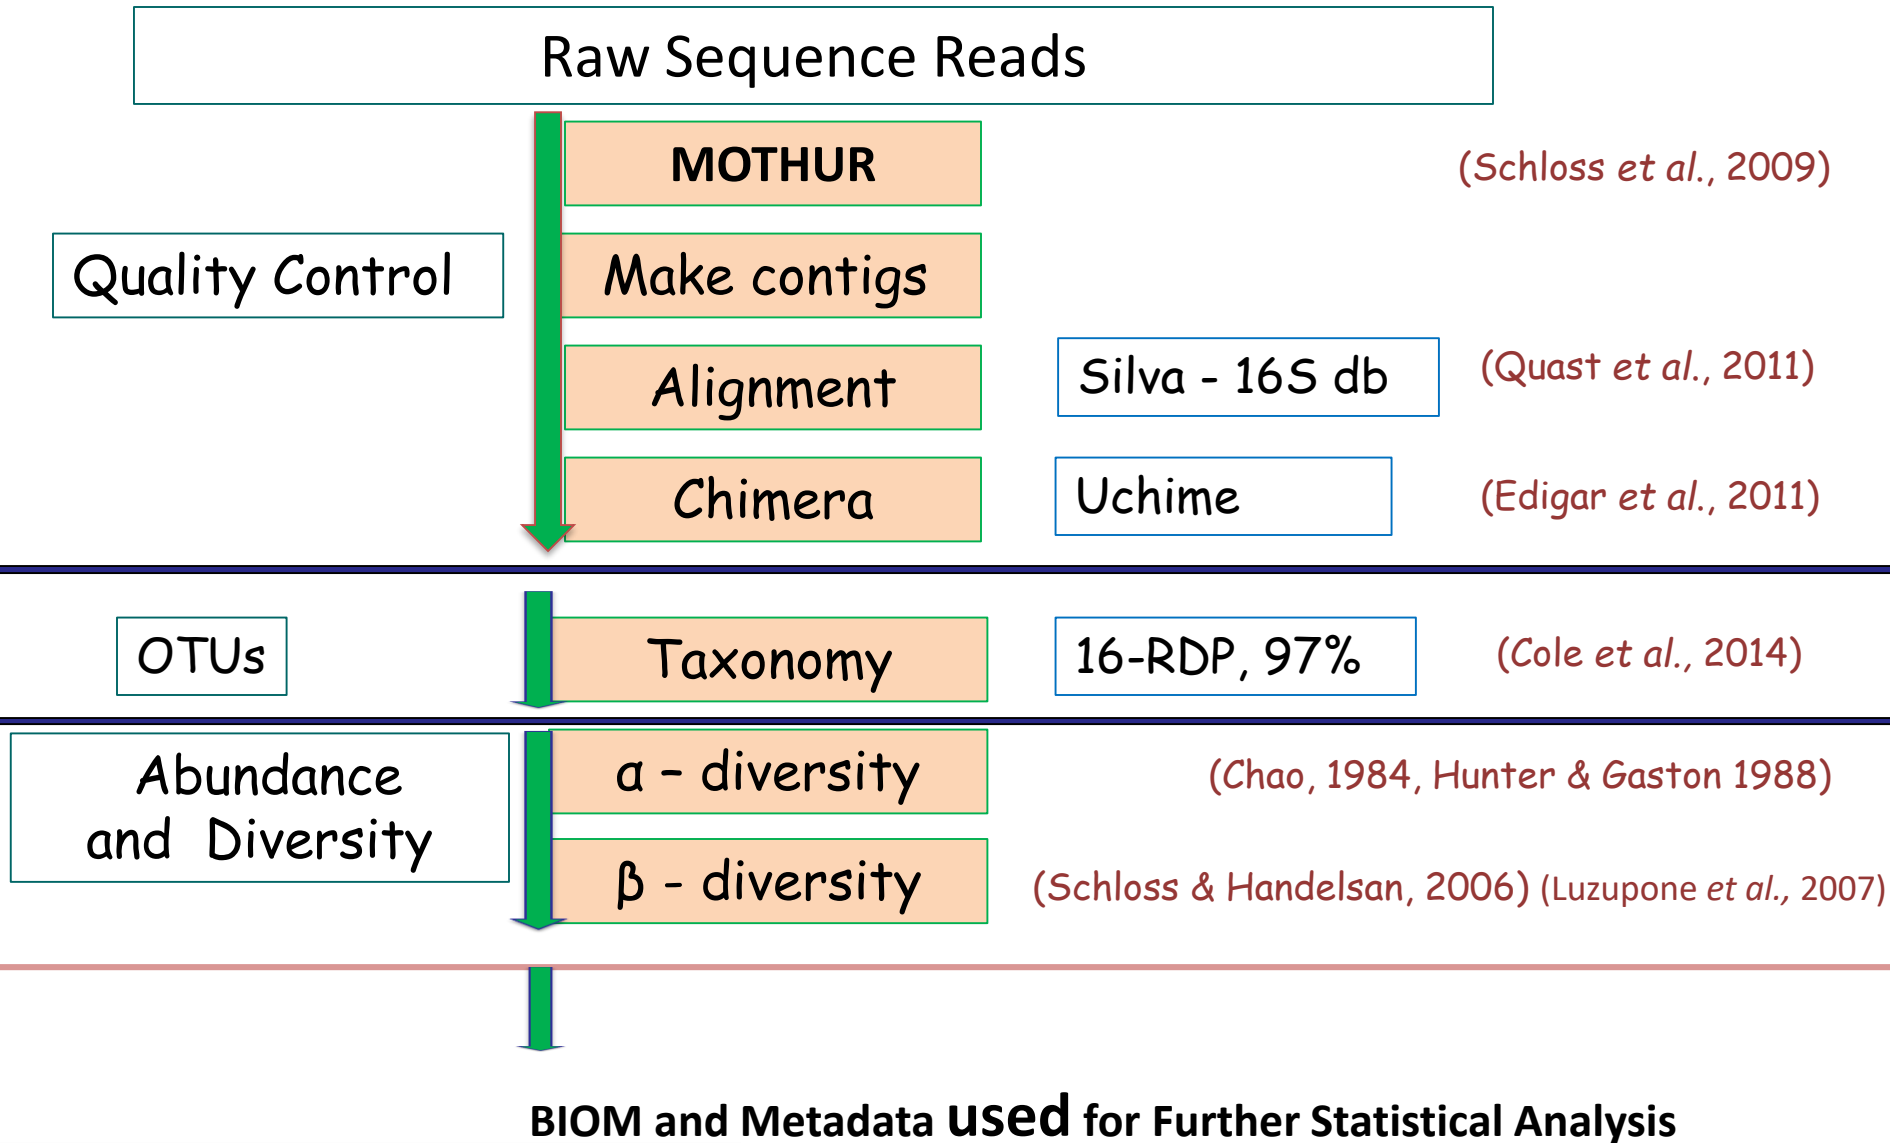 Raw Sequence Reads
MOTHUR
(Schloss et al., 2009)
Quality Control
Make contigs
Alignment
Silva - 16S db
(Quast et al., 2011)
Chimera
Uchime
(Edigar et al., 2011)
OTUs
Taxonomy
16-RDP, 97%
(Cole et al., 2014)
Abundance
and Diversity
α – diversity
(Chao, 1984, Hunter & Gaston 1988)
β - diversity
(Schloss & Handelsan, 2006) (Luzupone et al., 2007)
BIOM and Metadata used for Further Statistical Analysis